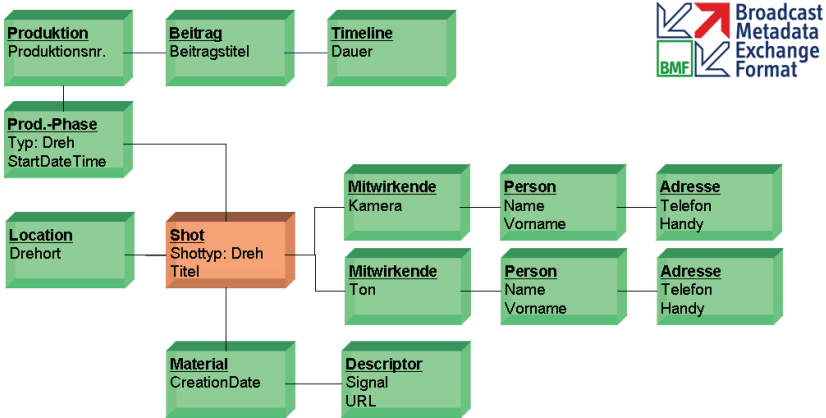 Produktion
Produktionsnr.
Beitrag
Beitragstitel
Timeline
Dauer
BMF
Broadcast
Metadata
Exchange
Format
Prod.-Phase
Typ: Dreh
StartDateTime
Location
Drehort
Shot
Shottyp: Dreh
Titel
Mitwirkende
Kamera
Person
Name
Vorname
Adresse
Telefon
Handy
Mitwirkende
Ton
Person
Name
Vorname
Adresse
Telefon
Handy
Material
CreationDate
Descriptor
Signal
URL